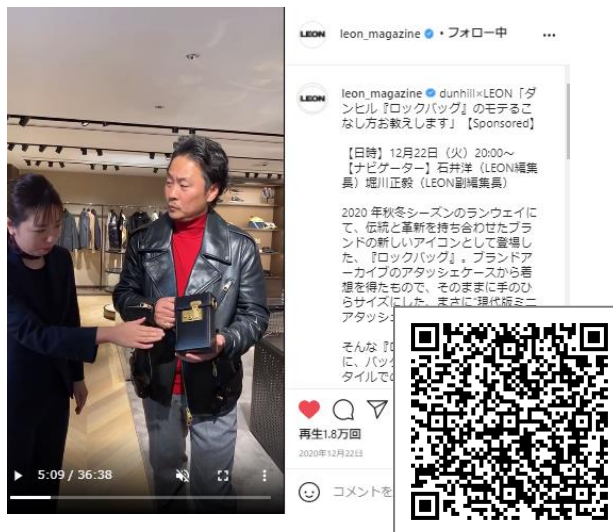 LEON
leon_magazine • フォロー中
...
LEON
leon_magazine dunhill×LEON「ダ
ンヒル『ロックバッグ』のモテるこ
なし方お教えします」【Sponsored】
【日時】12月22日（火）20:00～
【ナビゲーター】石井洋（LEON編集
長）堀川正毅（LEON副編集長）
2020 年秋冬シーズンのランウェイに
て、伝統と革新を持ち合わせたブラ
ンドの新しいアイコンとして登場し
た、『ロックバッグ』。ブランドア
ーカイブのアタッシェケースから着
想を得たもので、そのままに手のひ
らサイズにした、まさに“現代版ミニ
アタッシ
そんな『
に、バッ
タイルでの
再生1.8万回
2020年12月22日
コメントを
5:09 / 36:38